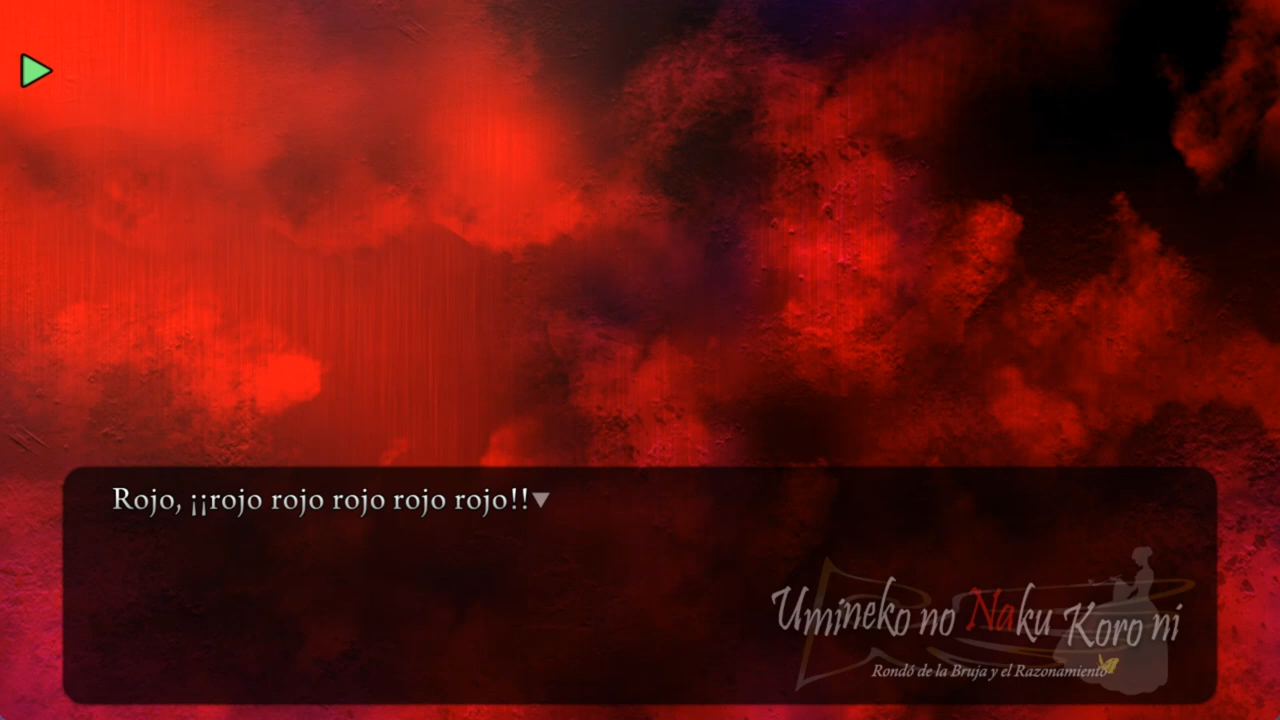 Rojo, ¡¡rojo rojo rojo rojo rojo!!
Umineko no Naku Koro ni
Rondó de la Bruja y el Razonamiento